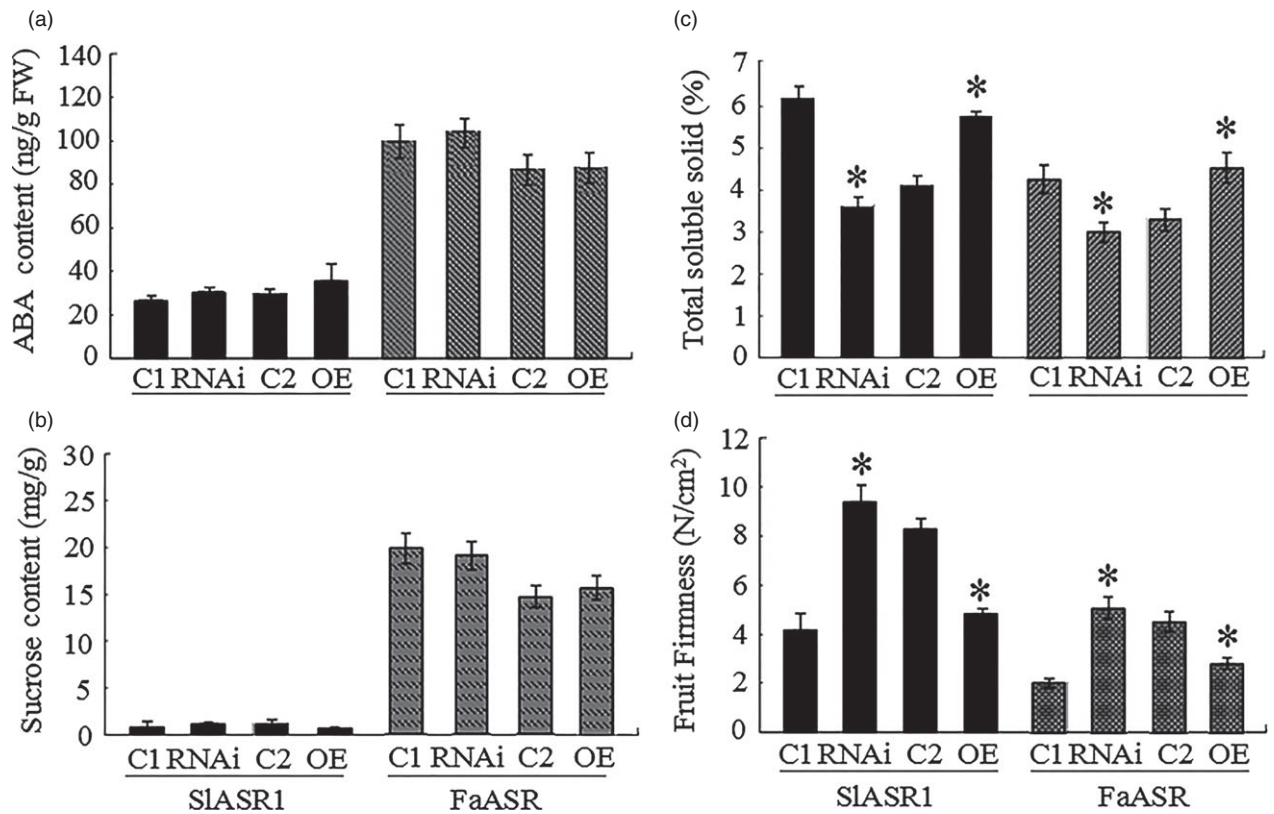 (a)
ABA content (ng/g FW)
140
120
100
80
60
40
20
0
C1 RNAi C2 OE C1 RNAi C2 OE
(b)
Sucrose content (mg/g)
30
25
20
15
10
5
0
C1 RNAi C2 OE C1 RNAi C2 OE
SlASR1 FaASR
(c)
Total soluble solid (%)
7
6
5
4
3
2
1
0
* * * *
C1 RNAi C2 OE C1 RNAi C2 OE
(d)
Fruit Firmness (N/cm²)
12
10
8
6
4
2
0
* * * *
C1 RNAi C2 OE C1 RNAi C2 OE
SlASR1 FaASR